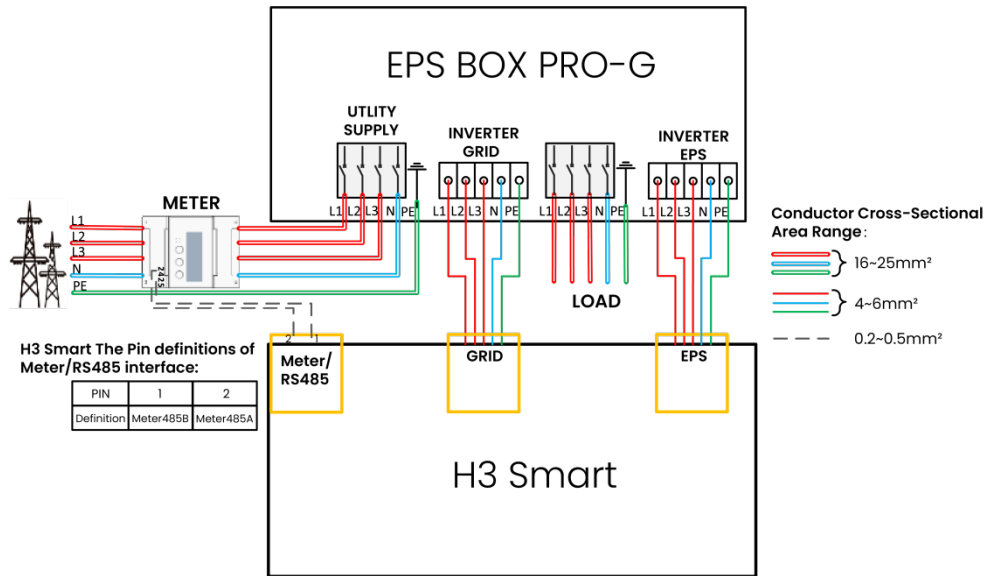 EPS BOX PRO-G
UTLITY
SUPPLY
INVERTER
GRID
INVERTER
EPS
L1 L2 L3 N PE
L1 L2 L3 N PE
L1 L2 L3 N PE
L1 L2 L3 N PE
METER
L1
L2
L3
N
PE
24 25
LOAD
Conductor Cross-Sectional
Area Range:
16~25mm²
4~6mm²
0.2~0.5mm²
H3 Smart The Pin definitions of
Meter/RS485 interface:
PIN 1 2
Definition Meter485B Meter485A
2 1
Meter/
RS485
GRID
EPS
H3 Smart